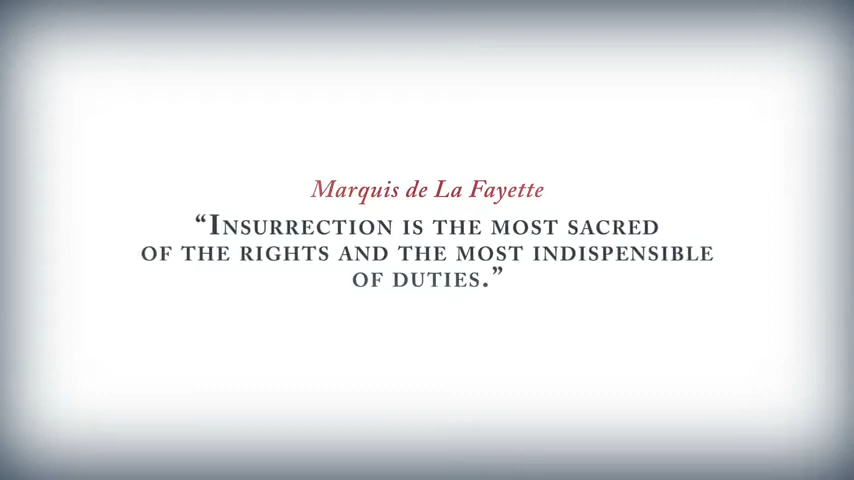 Marquis de La Fayette
“Insurrection is the most sacred
of the rights and the most indispensible
of duties.”